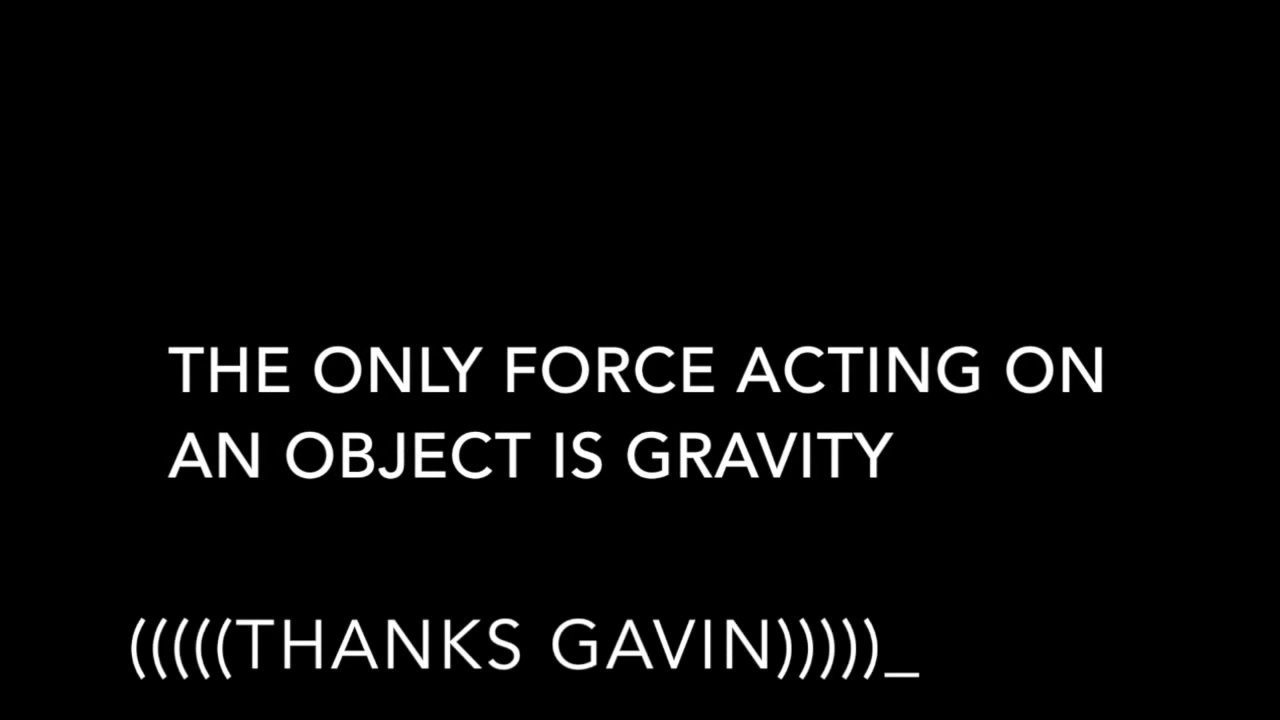 THE ONLY FORCE ACTING ON
AN OBJECT IS GRAVITY
(((((THANKS GAVIN)))))_